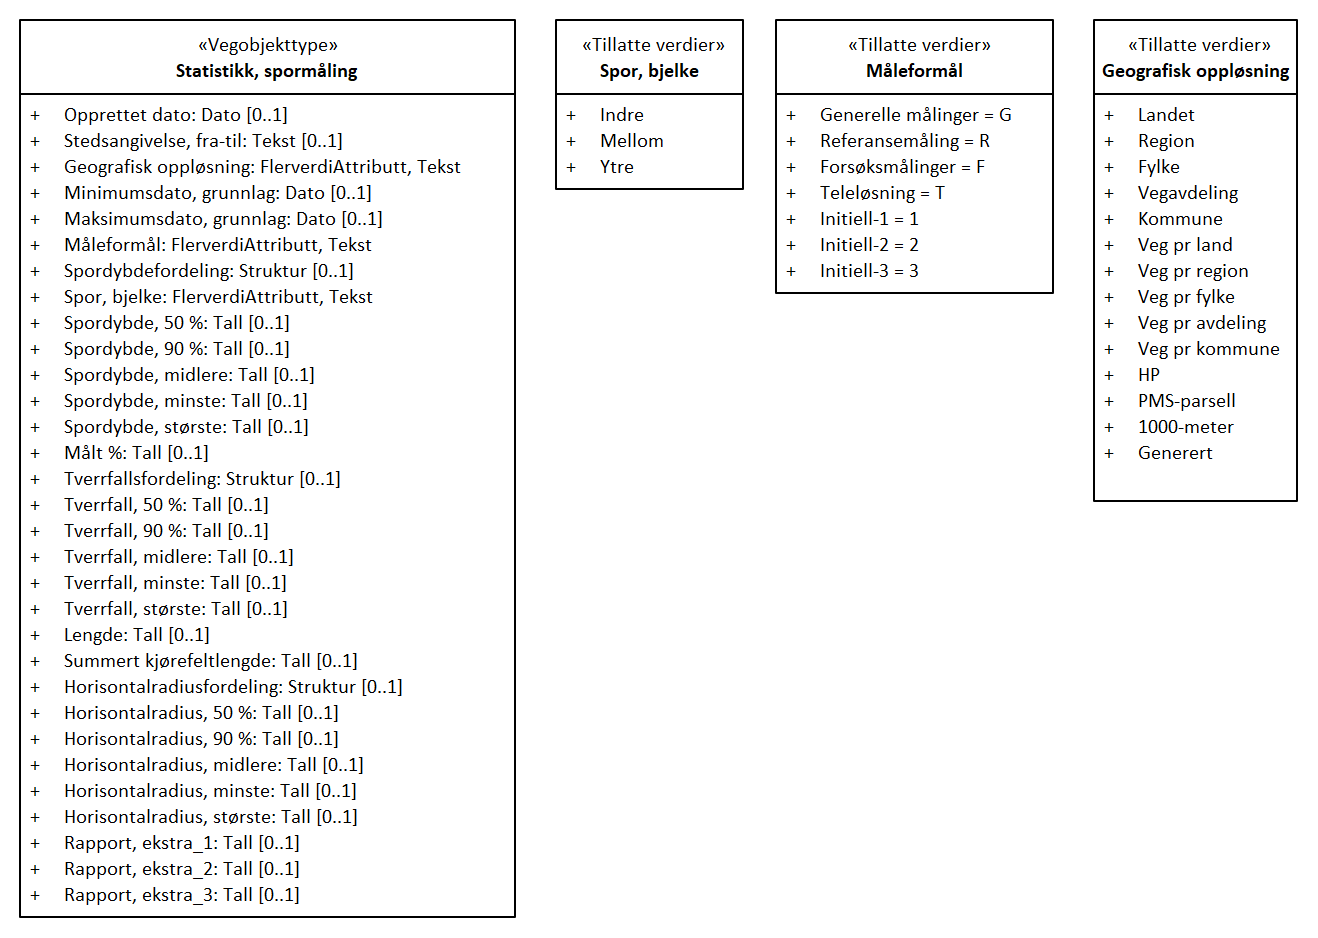 «Vegobjekttype»
Statistikk, spormåling
+ Opprettet dato: Dato [0..1]
+ Stedsangivelse, fra-til: Tekst [0..1]
+ Geografisk oppløsning: FlerverdiAttributt, Tekst
+ Minimumsdato, grunnlag: Dato [0..1]
+ Maksimumsdato, grunnlag: Dato [0..1]
+ Måleformål: FlerverdiAttributt, Tekst
+ Spordybdefordeling: Struktur [0..1]
+ Spor, bjelke: FlerverdiAttributt, Tekst
+ Spordybde, 50 %: Tall [0..1]
+ Spordybde, 90 %: Tall [0..1]
+ Spordybde, midlere: Tall [0..1]
+ Spordybde, minste: Tall [0..1]
+ Spordybde, største: Tall [0..1]
+ Målt %: Tall [0..1]
+ Tverrfallsfordeling: Struktur [0..1]
+ Tverrfall, 50 %: Tall [0..1]
+ Tverrfall, 90 %: Tall [0..1]
+ Tverrfall, midlere: Tall [0..1]
+ Tverrfall, minste: Tall [0..1]
+ Tverrfall, største: Tall [0..1]
+ Lengde: Tall [0..1]
+ Summert kjørefeltlengde: Tall [0..1]
+ Horisontalradiusfordeling: Struktur [0..1]
+ Horisontalradius, 50 %: Tall [0..1]
+ Horisontalradius, 90 %: Tall [0..1]
+ Horisontalradius, midlere: Tall [0..1]
+ Horisontalradius, minste: Tall [0..1]
+ Horisontalradius, største: Tall [0..1]
+ Rapport, ekstra_1: Tall [0..1]
+ Rapport, ekstra_2: Tall [0..1]
+ Rapport, ekstra_3: Tall [0..1]
«Tillatte verdier»
Spor, bjelke
+ Indre
+ Mellom
+ Ytre
«Tillatte verdier»
Måleformål
+ Generelle målinger = G
+ Referansemåling = R
+ Forsøksmålinger = F
+ Teleløsning = T
+ Initiell-1 = 1
+ Initiell-2 = 2
+ Initiell-3 = 3
«Tillatte verdier»
Geografisk oppløsning
+ Landet
+ Region
+ Fylke
+ Vegavdeling
+ Kommune
+ Veg pr land
+ Veg pr region
+ Veg pr fylke
+ Veg pr avdeling
+ Veg pr kommune
+ HP
+ PMS-parsell
+ 1000-meter
+ Generert